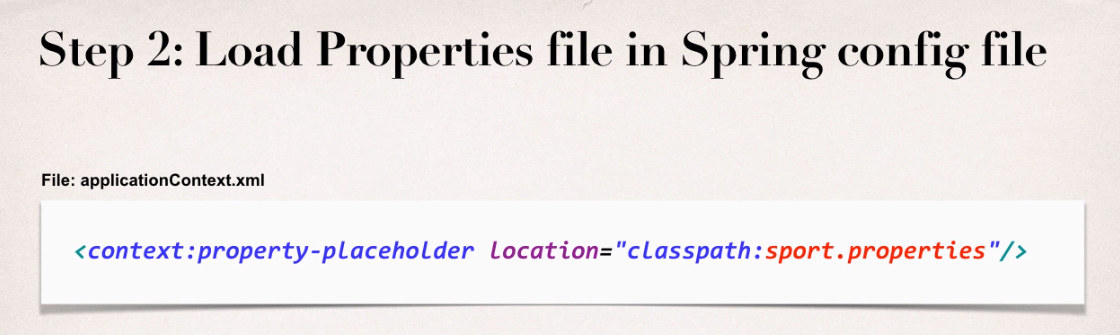 Step 2: Load Properties file in Spring config file
File: applicationContext.xml
<context:property-placeholder location="classpath:sport.properties"/>